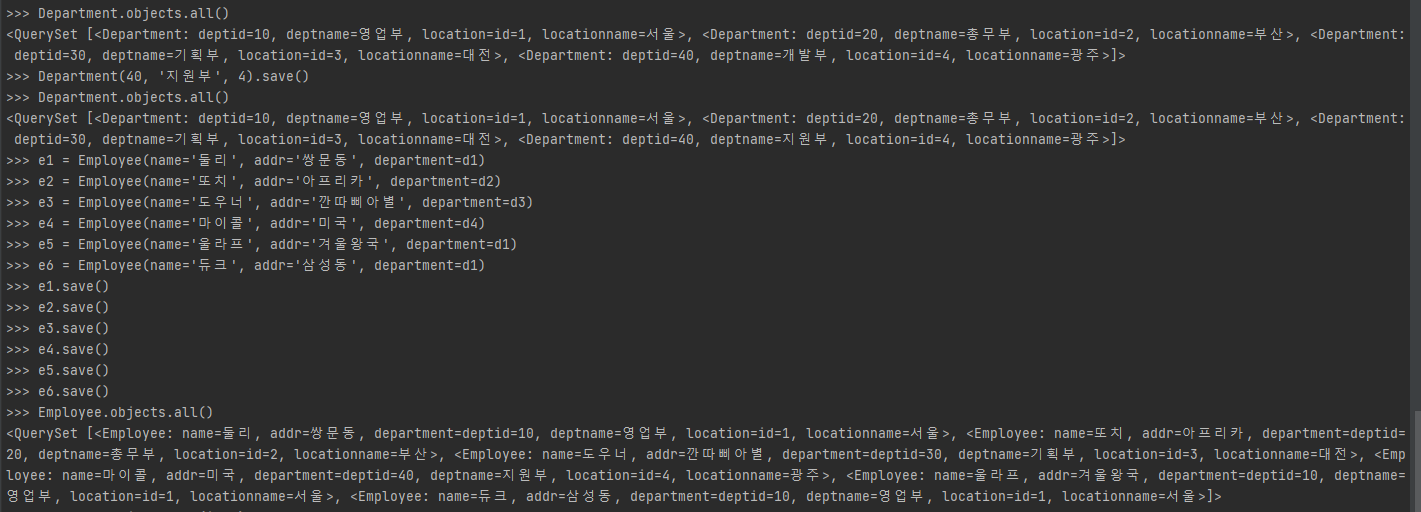 >>> Department.objects.all()
<QuerySet [<Department: deptid=10, deptname=영업부, location=id=1, locationname=서울>, <Department: deptid=20, deptname=총무부, location=id=2, locationname=부산>, <Department:
 deptid=30, deptname=기획부, location=id=3, locationname=대전>, <Department: deptid=40, deptname=개발부, location=id=4, locationname=광주>]>
>>> Department(40, '지원부', 4).save()
>>> Department.objects.all()
<QuerySet [<Department: deptid=10, deptname=영업부, location=id=1, locationname=서울>, <Department: deptid=20, deptname=총무부, location=id=2, locationname=부산>, <Department:
 deptid=30, deptname=기획부, location=id=3, locationname=대전>, <Department: deptid=40, deptname=지원부, location=id=4, locationname=광주>]>
>>> e1 = Employee(name='둘리', addr='쌍문동', department=d1)
>>> e2 = Employee(name='또치', addr='아프리카', department=d2)
>>> e3 = Employee(name='도우너', addr='깐따삐아별', department=d3)
>>> e4 = Employee(name='마이콜', addr='미국', department=d4)
>>> e5 = Employee(name='울라프', addr='겨울왕국', department=d1)
>>> e6 = Employee(name='듀크', addr='삼성동', department=d1)
>>> e1.save()
>>> e2.save()
>>> e3.save()
>>> e4.save()
>>> e5.save()
>>> e6.save()
>>> Employee.objects.all()
<QuerySet [<Employee: name=둘리, addr=쌍문동, department=deptid=10, deptname=영업부, location=id=1, locationname=서울>, <Employee: name=또치, addr=아프리카, department=deptid=
20, deptname=총무부, location=id=2, locationname=부산>, <Employee: name=도우너, addr=깐따삐아별, department=deptid=30, deptname=기획부, location=id=3, locationname=대전>, <Emp
loyee: name=마이콜, addr=미국, department=deptid=40, deptname=지원부, location=id=4, locationname=광주>, <Employee: name=울라프, addr=겨울왕국, department=deptid=10, deptname=
영업부, location=id=1, locationname=서울>, <Employee: name=듀크, addr=삼성동, department=deptid=10, deptname=영업부, location=id=1, locationname=서울>]>